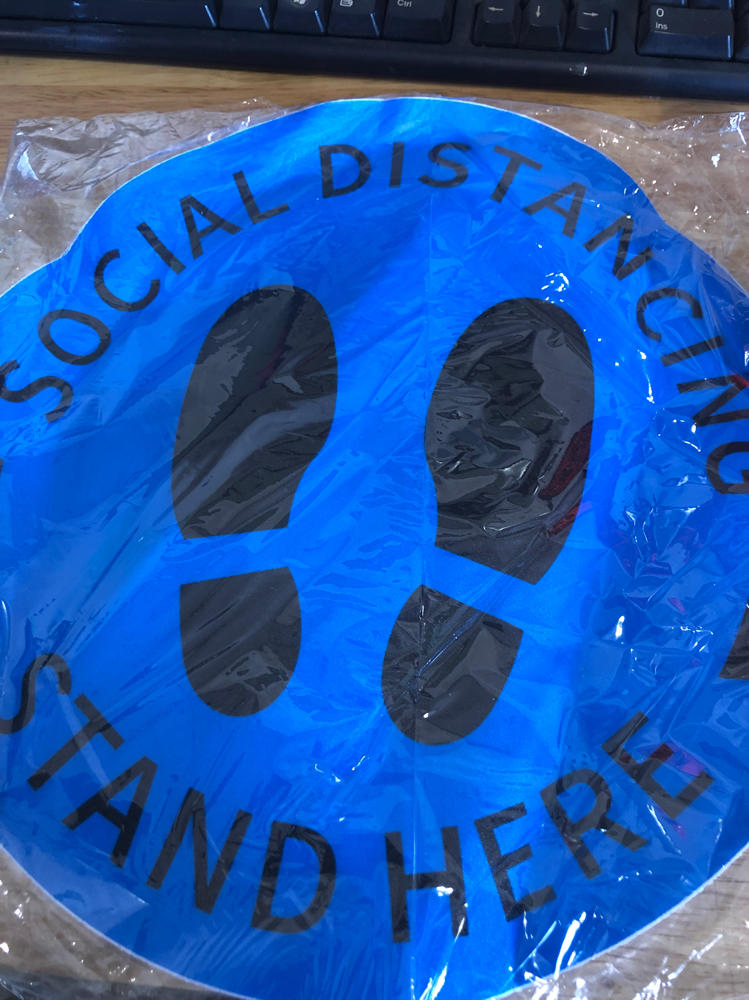 Ctrl
←
↓
→
0
Ins
SOCIAL DISTANCING
STAND HERE